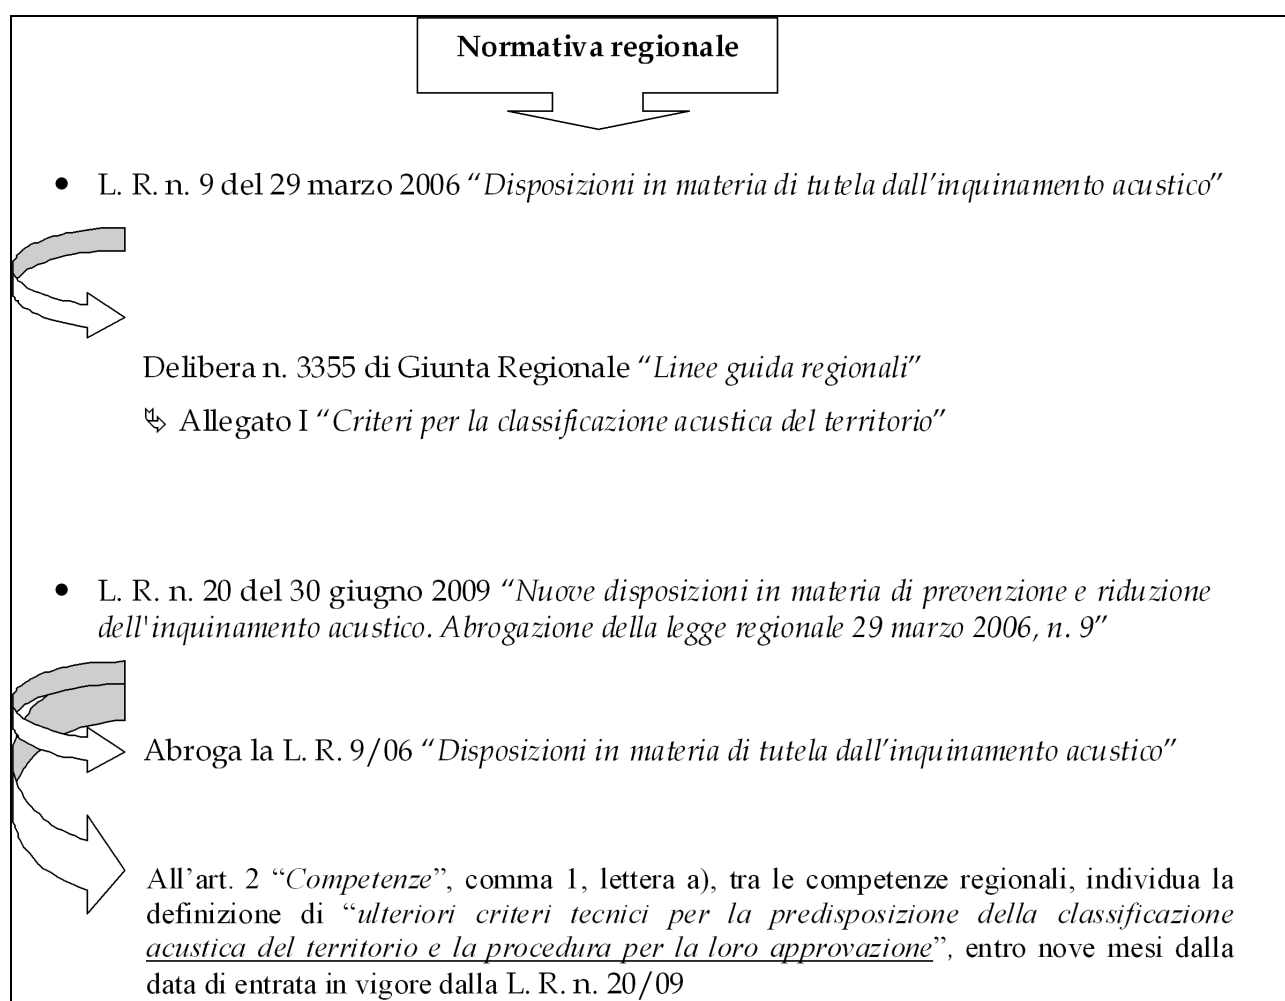 Normativa regionale
• L. R. n. 9 del 29 marzo 2006 “Disposizioni in materia di tutela dall’inquinamento acustico”
Delibera n. 3355 di Giunta Regionale “Linee guida regionali”
Allegato I “Criteri per la classificazione acustica del territorio”
• L. R. n. 20 del 30 giugno 2009 “Nuove disposizioni in materia di prevenzione e riduzione
dell'inquinamento acustico. Abrogazione della legge regionale 29 marzo 2006, n. 9”
Abroga la L. R. 9/06 “Disposizioni in materia di tutela dall’inquinamento acustico”
All’art. 2 “Competenze”, comma 1, lettera a), tra le competenze regionali, individua la
definizione di “ulteriori criteri tecnici per la predisposizione della classificazione
acustica del territorio e la procedura per la loro approvazione”, entro nove mesi dalla
data di entrata in vigore dalla L. R. n. 20/09